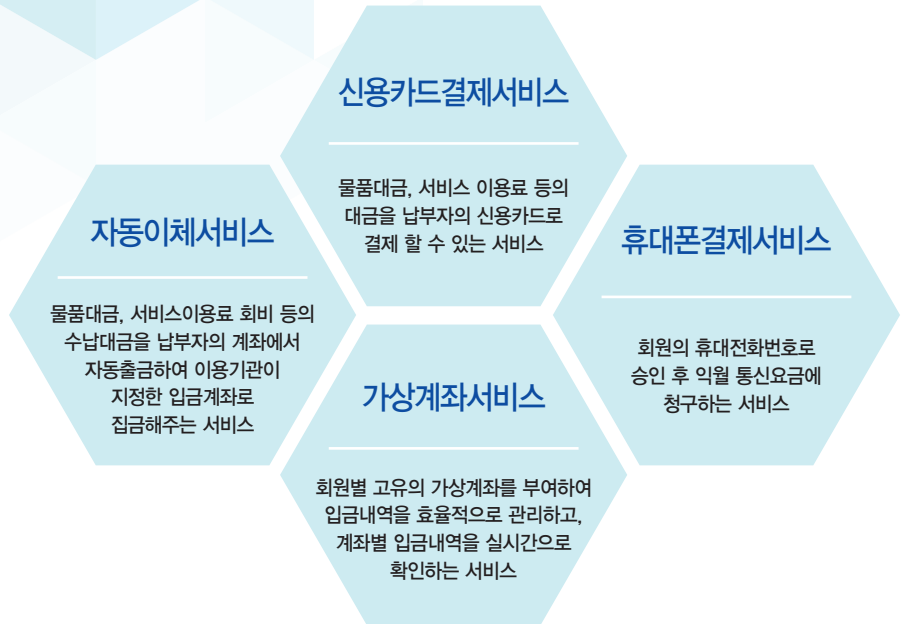 신용카드결제서비스
물품대금, 서비스 이용료 등의
대금을 납부자의 신용카드로
결제 할 수 있는 서비스
자동이체서비스
물품대금, 서비스이용료 회비 등의
수납대금을 납부자의 계좌에서
자동출금하여 이용기관이
지정한 입금계좌로
집금해주는 서비스
휴대폰결제서비스
회원의 휴대전화번호로
승인 후 익월 통신요금에
청구하는 서비스
가상계좌서비스
회원별 고유의 가상계좌를 부여하여
입금내역을 효율적으로 관리하고,
계좌별 입금내역을 실시간으로
확인하는 서비스